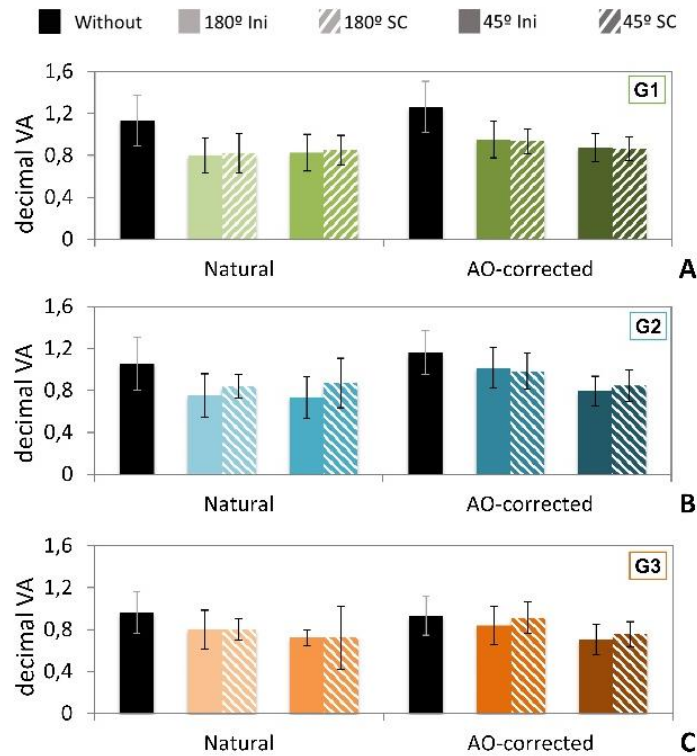 Without 180º Ini 180º SC 45º Ini 45º SC
1,6
1,2
0,8
0,4
0
decimal VA
G1
Natural AO-corrected
A
1,6
1,2
0,8
0,4
0
decimal VA
G2
Natural AO-corrected
B
1,6
1,2
0,8
0,4
0
decimal VA
G3
Natural AO-corrected
C